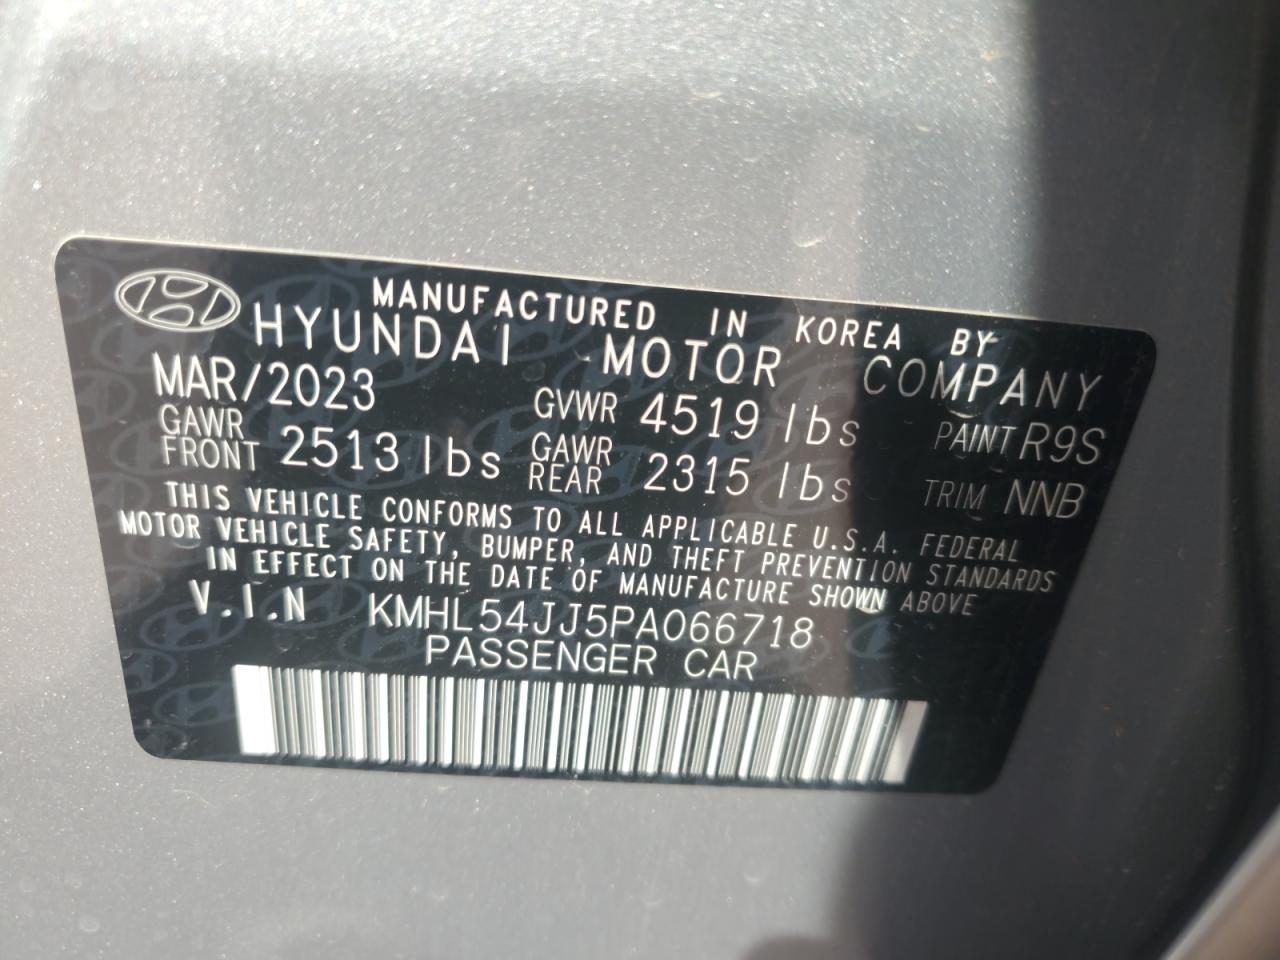 MANUFACTURED IN KOREA BY
HYUNDAI MOTOR COMPANY
MAR/2023 GVWR 4519 lbs PAINT R9S
GAWR FRONT 2513 lbs GAWR REAR 2315 lbs TRIM NNB
THIS VEHICLE CONFORMS TO ALL APPLICABLE U.S.A. FEDERAL
MOTOR VEHICLE SAFETY, BUMPER, AND THEFT PREVENTION STANDARDS
IN EFFECT ON THE DATE OF MANUFACTURE SHOWN ABOVE
V.I.N KMHL54JJ5PA066718
PASSENGER CAR